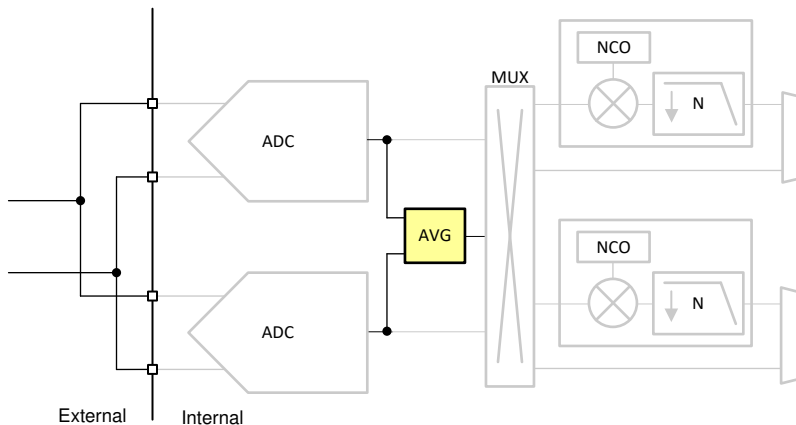 NCO
MUX
N
ADC
AVG
NCO
N
ADC
External
Internal